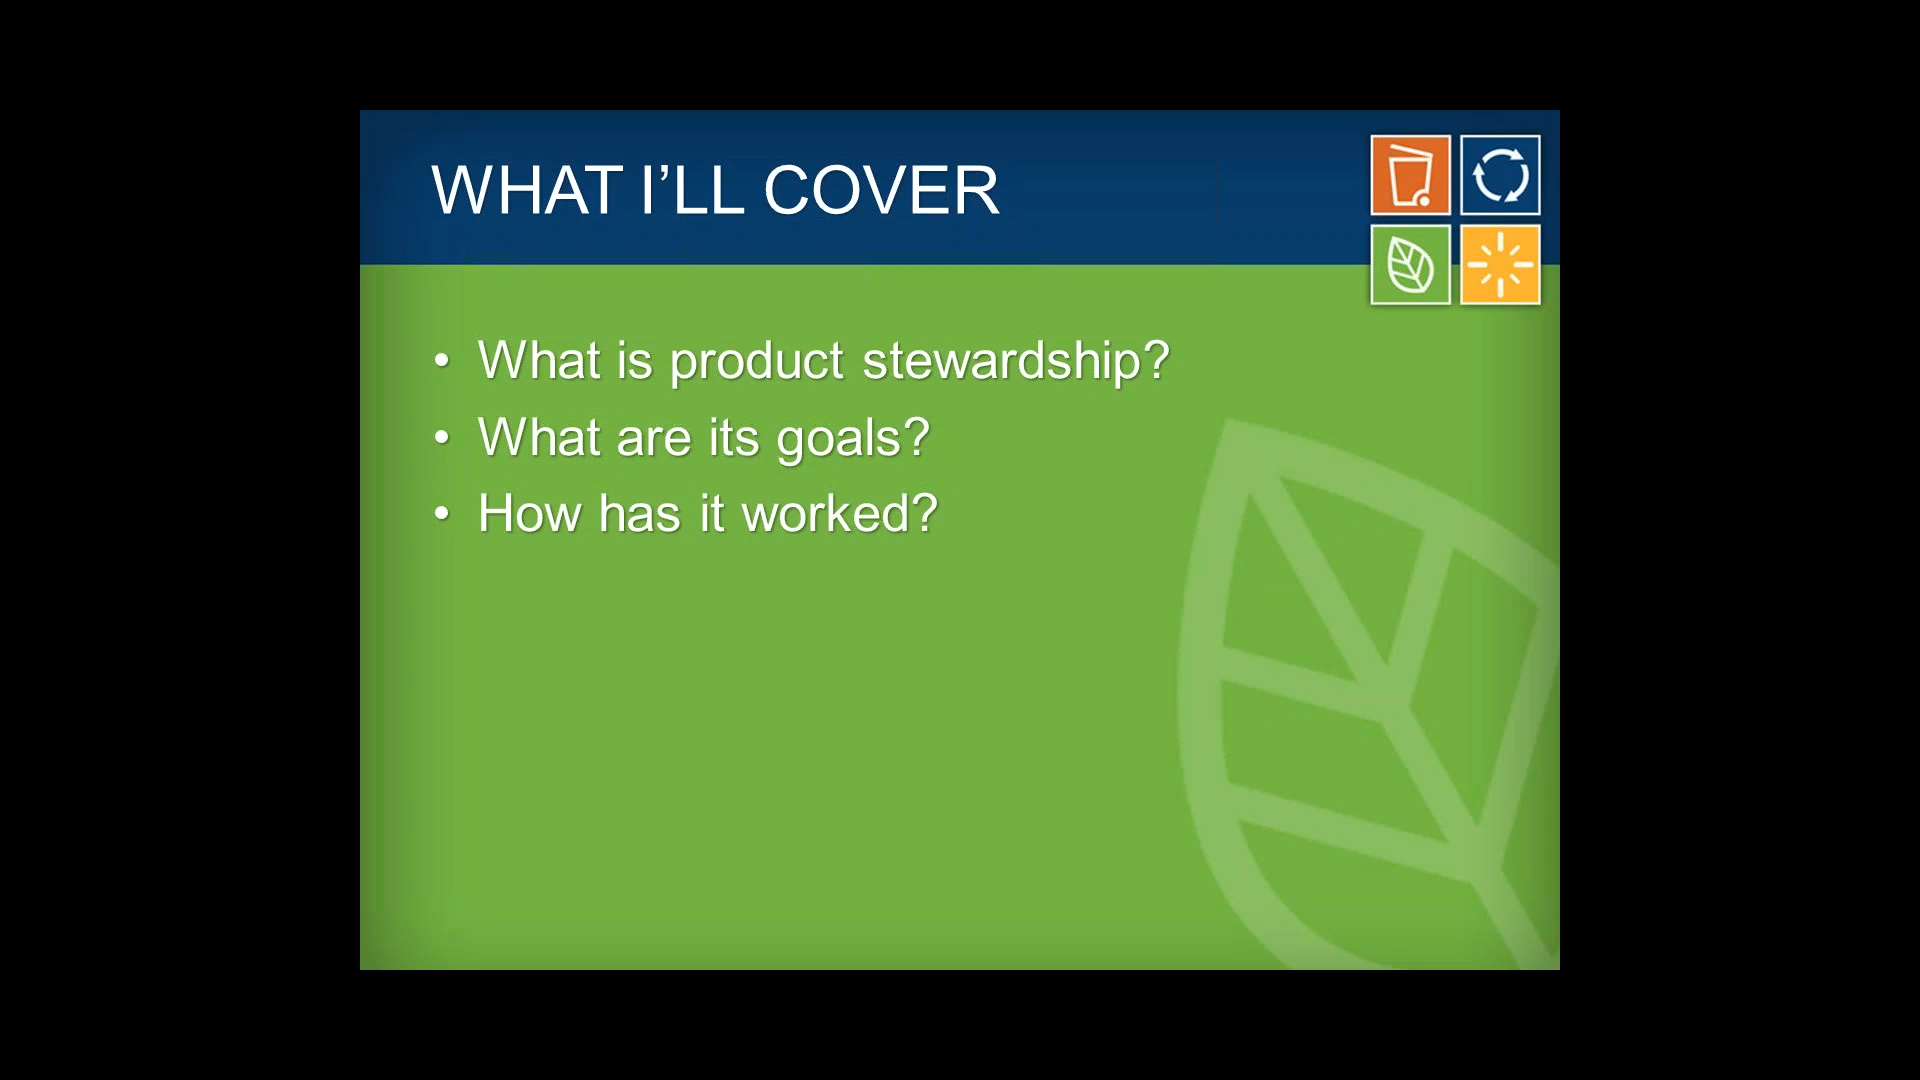 WHAT I’LL COVER
• What is product stewardship?
• What are its goals?
• How has it worked?